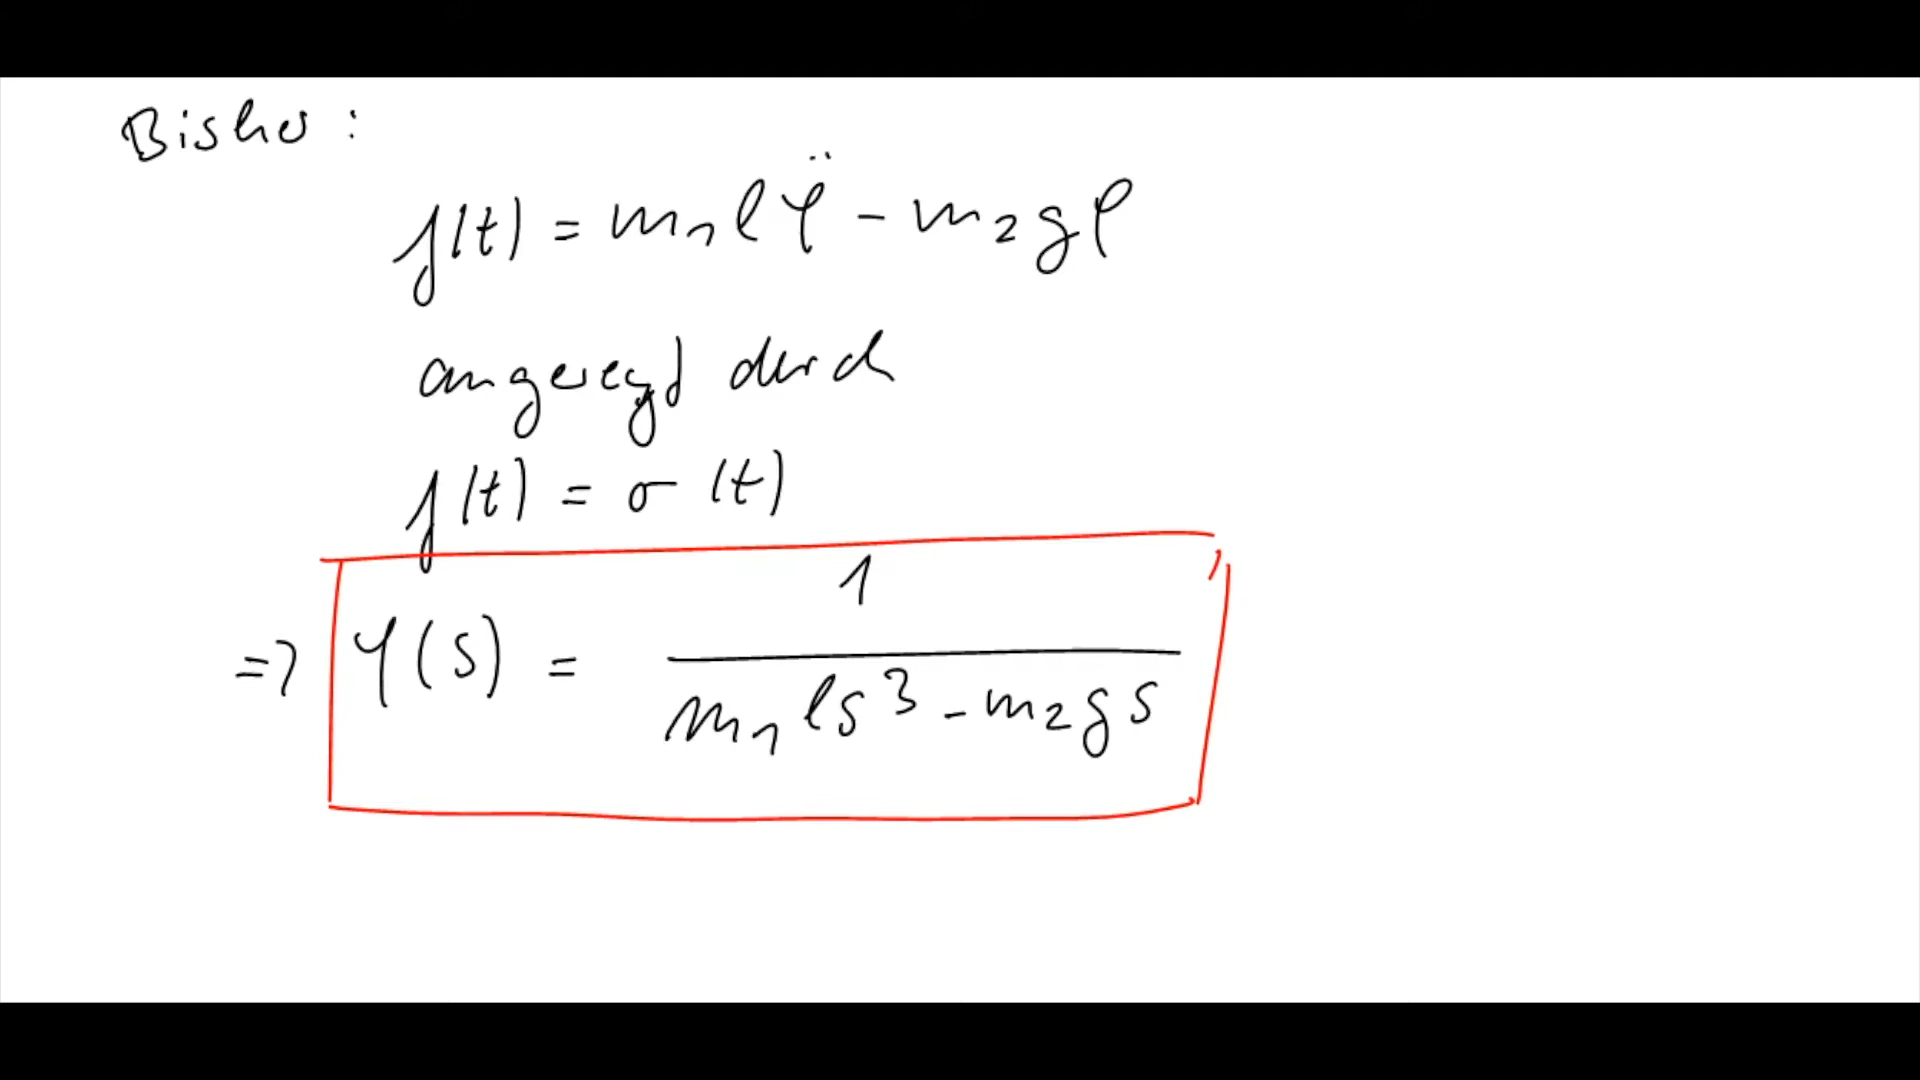 Bisher:
f(t) = m₁lφ̈ - m₂gφ
angeregt durch
f(t) = σ(t)
=> φ(s) = 1 / (m₁ls³ - m₂gs)